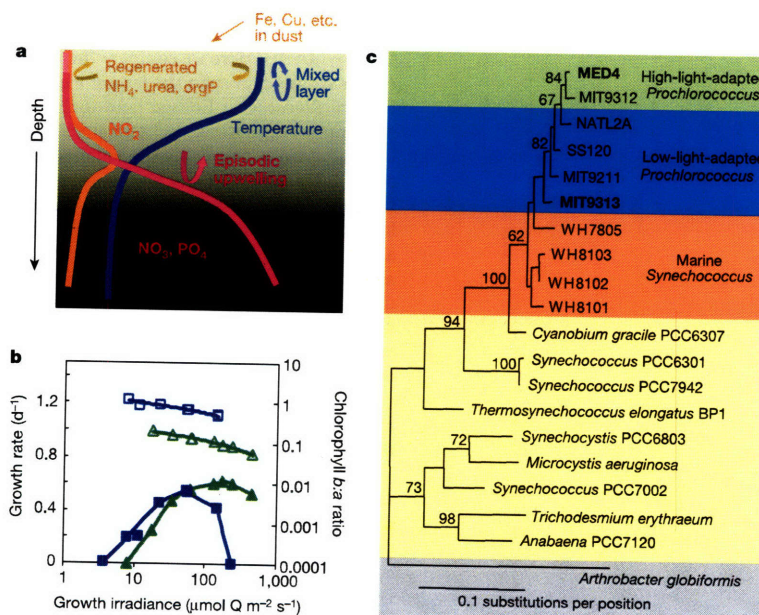 a
Fe, Cu, etc.
in dust
Regenerated
NH₄, urea, orgP
Mixed
layer
NO₂
Temperature
Depth
Episodic
upwelling
NO₃, PO₄
b
Growth rate (d⁻¹)
1.2
0.8
0.4
0
10
1
0.1
0.01
0.001
0.0001
Chlorophyll b:a ratio
1
10
100
1,000
Growth irradiance (µmol Q m⁻² s⁻¹)
c
84
MED4
High-light-adapted
MIT9312
Prochlorococcus
67
NATL2A
82
SS120
Low-light-adapted
MIT9211
Prochlorococcus
MIT9313
WH7805
62
WH8103
Marine
WH8102
Synechococcus
100
WH8101
94
Cyanobium gracile PCC6307
100
Synechococcus PCC6301
Synechococcus PCC7942
Thermosynechococcus elongatus BP1
72
Synechocystis PCC6803
Microcystis aeruginosa
73
Synechococcus PCC7002
98
Trichodesmium erythraeum
Anabaena PCC7120
Arthrobacter globiformis
0.1 substitutions per position